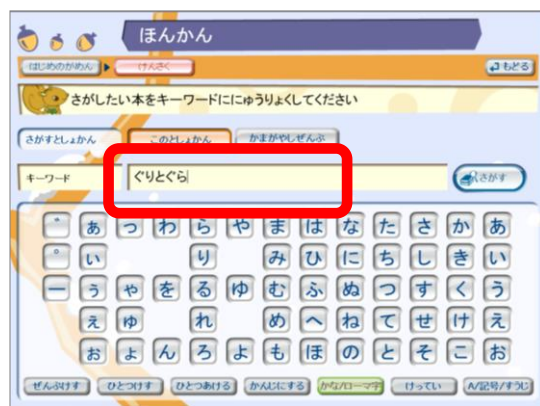 ほんかん
はじめのがめん けんさく もどる
さがしたい本をキーワードににゅうりょくしてください
さがすとしょかん このとしょかん かまがやしぜんぶ
キーワード ぐりとぐら さがす
゛ ぁ っ わ ら や ま は な た さ か あ
゜ ぃ り み ひ に ち し き い
ー ぅ ゃ を る ゆ む ふ ぬ つ す く う
ぇ ゅ れ め へ ね て せ け え
ぉ ょ ん ろ よ も ほ の と そ こ お
ぜんぶけす ひとつけす ひとつあける かんじにする かな/ローマ字 けってい A/記号/すうじ